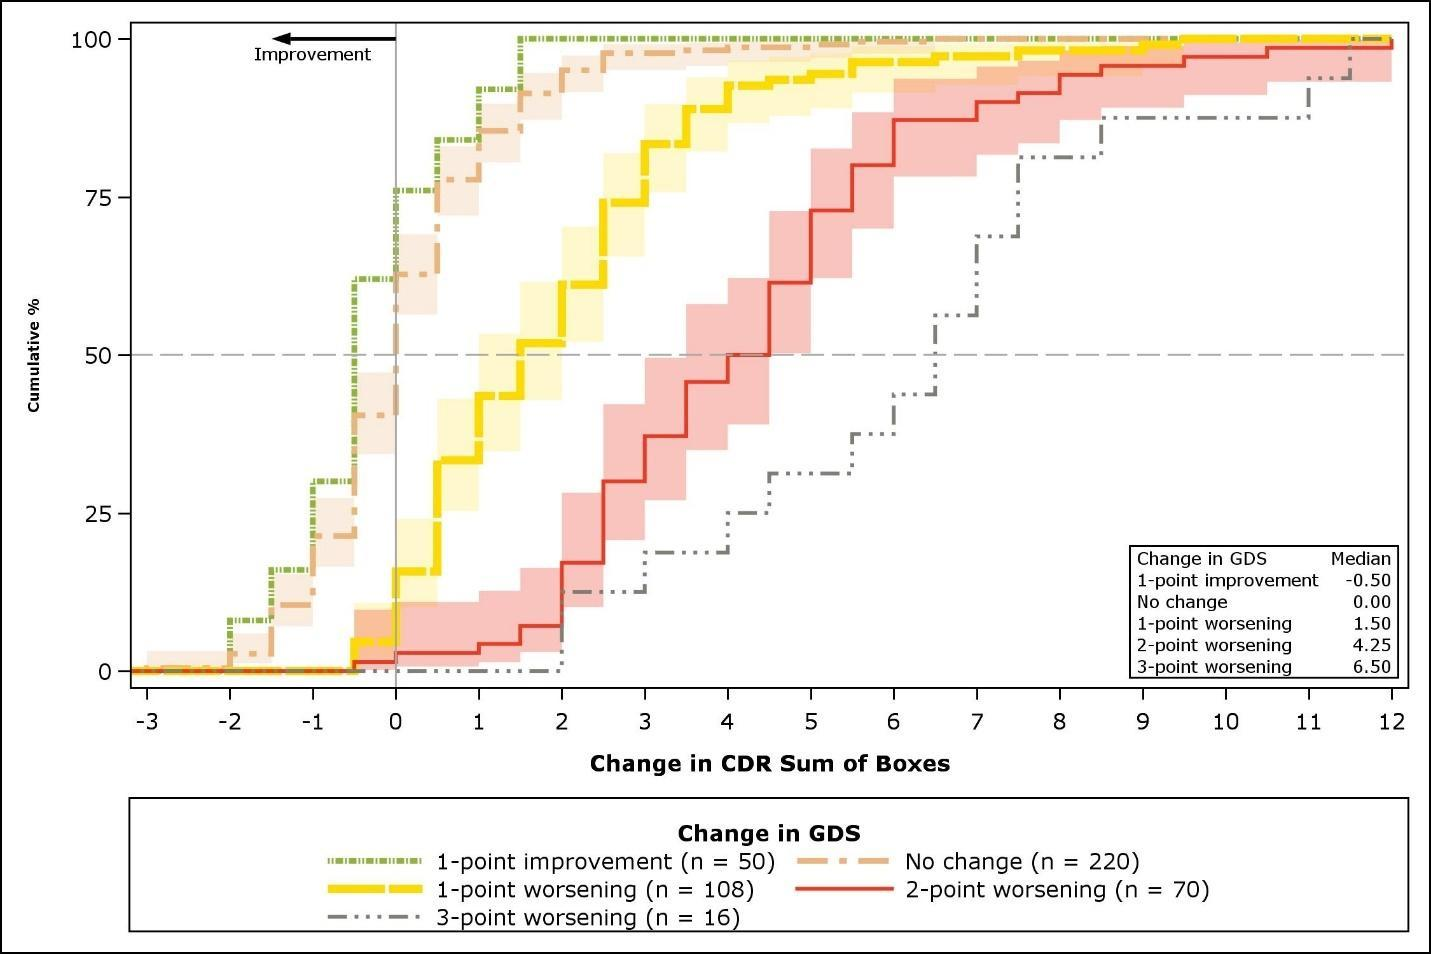 Improvement
100
75
50
25
0
Cumulative %
-3 -2 -1 0 1 2 3 4 5 6 7 8 9 10 11 12
Change in CDR Sum of Boxes
Change in GDS Median
1-point improvement -0.50
No change 0.00
1-point worsening 1.50
2-point worsening 4.25
3-point worsening 6.50
Change in GDS
1-point improvement (n = 50) No change (n = 220)
1-point worsening (n = 108) 2-point worsening (n = 70)
3-point worsening (n = 16)